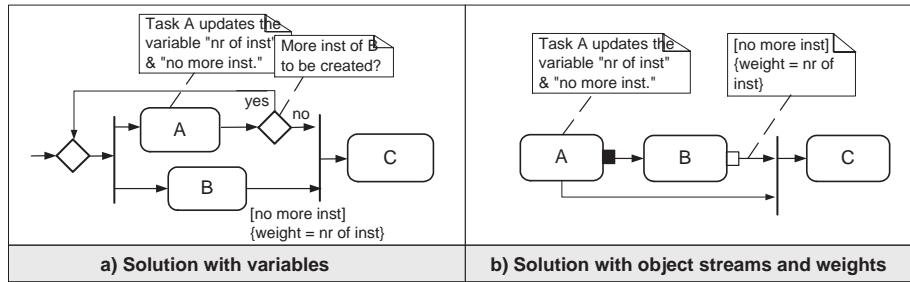 Task A updates the
variable "nr of inst"
& "no more inst."
More inst of B
to be created?
yes
no
A
B
C
[no more inst]
{weight = nr of inst}
a) Solution with variables
Task A updates the
variable "nr of inst"
& "no more inst."
[no more inst]
{weight = nr of
inst}
A
B
C
b) Solution with object streams and weights